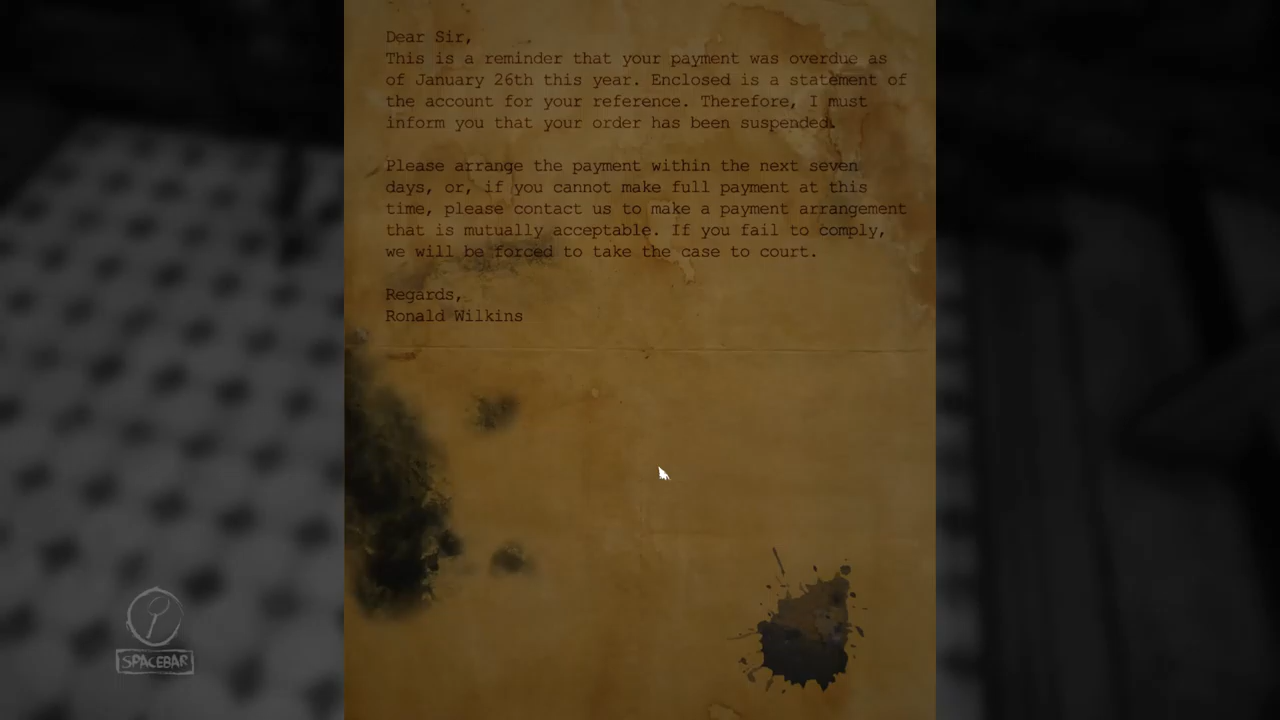 Dear Sir,
This is a reminder that your payment was overdue as
of January 26th this year. Enclosed is a statement of
the account for your reference. Therefore, I must
inform you that your order has been suspended.
Please arrange the payment within the next seven
days, or, if you cannot make full payment at this
time, please contact us to make a payment arrangement
that is mutually acceptable. If you fail to comply,
we will be forced to take the case to court.
Regards,
Ronald Wilkins
SPACEBAR